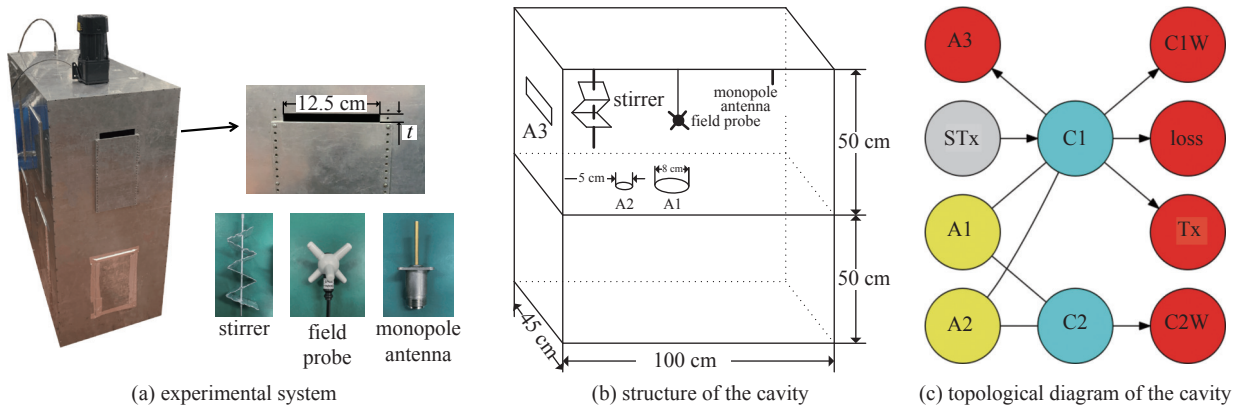 12.5 cm
t
stirrer
field
probe
monopole
antenna
(a) experimental system
A3
stirrer
monopole
antenna
field probe
5 cm
8 cm
A2
A1
50 cm
50 cm
45 cm
100 cm
(b) structure of the cavity
A3
C1W
STx
C1
loss
A1
Tx
A2
C2
C2W
(c) topological diagram of the cavity